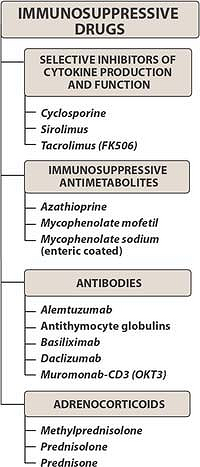 IMMUNOSUPPRESSIVE
DRUGS
SELECTIVE INHIBITORS OF
CYTOKINE PRODUCTION
AND FUNCTION
Cyclosporine
Sirolimus
Tacrolimus (FK506)
IMMUNOSUPPRESSIVE
ANTIMETABOLITES
Azathioprine
Mycophenolate mofetil
Mycophenolate sodium
(enteric coated)
ANTIBODIES
Alemtuzumab
Antithymocyte globulins
Basiliximab
Daclizumab
Muromonab-CD3 (OKT3)
ADRENOCORTICOIDS
Methylprednisolone
Prednisolone
Prednisone